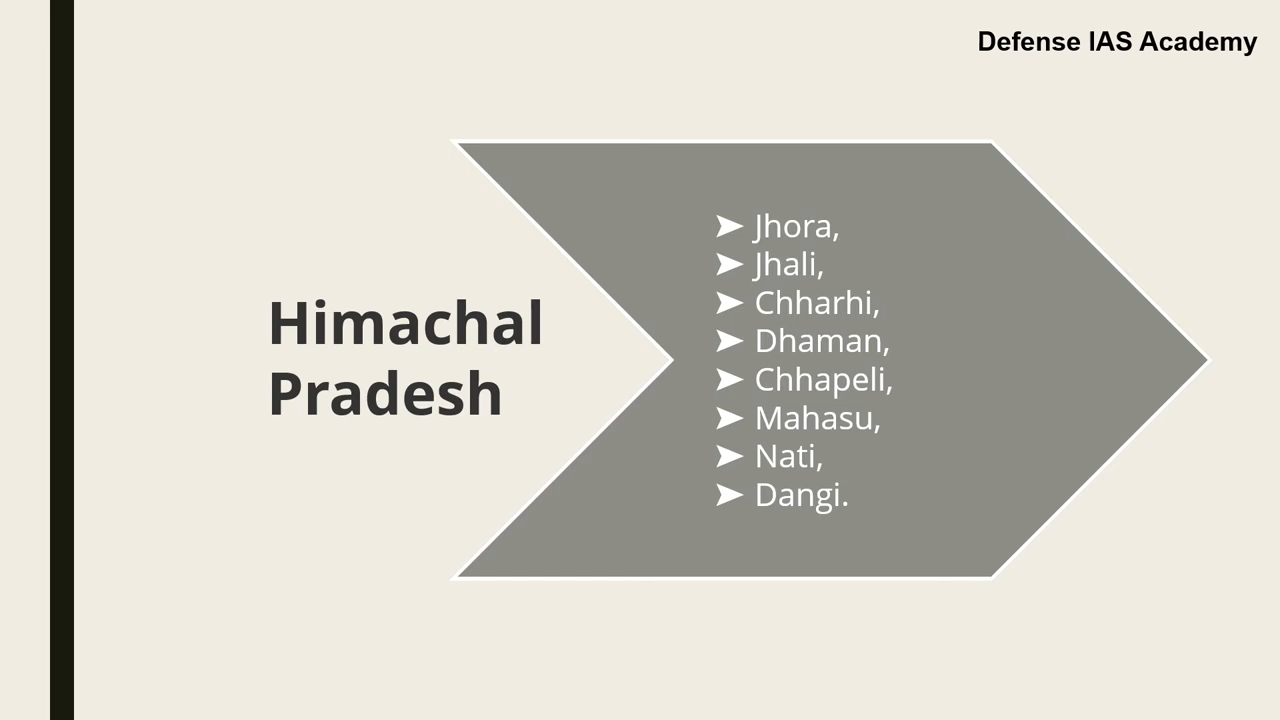 Defense IAS Academy
Himachal
Pradesh
➤ Jhora,
➤ Jhali,
➤ Chharhi,
➤ Dhaman,
➤ Chhapeli,
➤ Mahasu,
➤ Nati,
➤ Dangi.